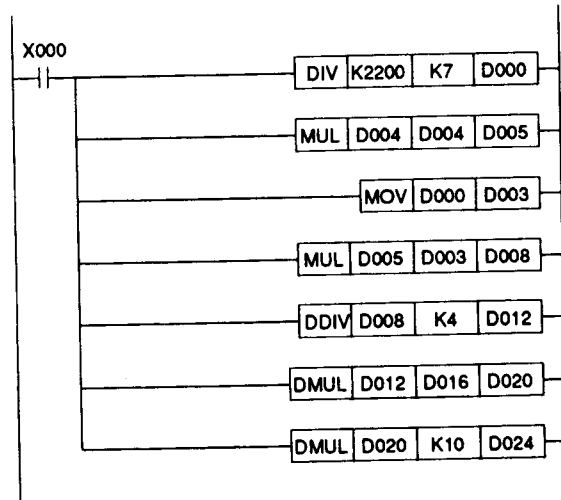 X000
DIV K2200 K7 D000
MUL D004 D004 D005
MOV D000 D003
MUL D005 D003 D008
DDIV D008 K4 D012
DMUL D012 D016 D020
DMUL D020 K10 D024